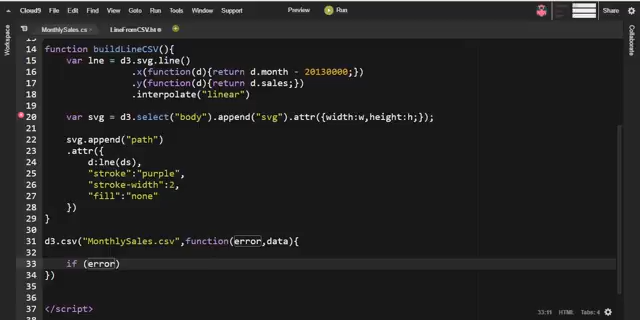 Cloud9 File Edit Find View Goto Run Tools Window Support Preview Run Share
MonthlySales.cs LineFromCSV.ht
Workspace
Collaborate
13
14 function buildLineCSV(){
15 var lne = d3.svg.line()
16 .x(function(d){return d.month - 20130000;})
17 .y(function(d){return d.sales;})
18 .interpolate("linear")
19
20 var svg = d3.select("body").append("svg").attr({width:w,height:h;});
21
22 svg.append("path")
23 .attr({
24 d:lne(ds),
25 "stroke":"purple",
26 "stroke-width":2,
27 "fill":"none"
28 })
29 }
30
31 d3.csv("MonthlySales.csv",function(error,data){
32
33 if (error)
34 })
35
36
37 </script>
33:11 HTML Tabs: 4